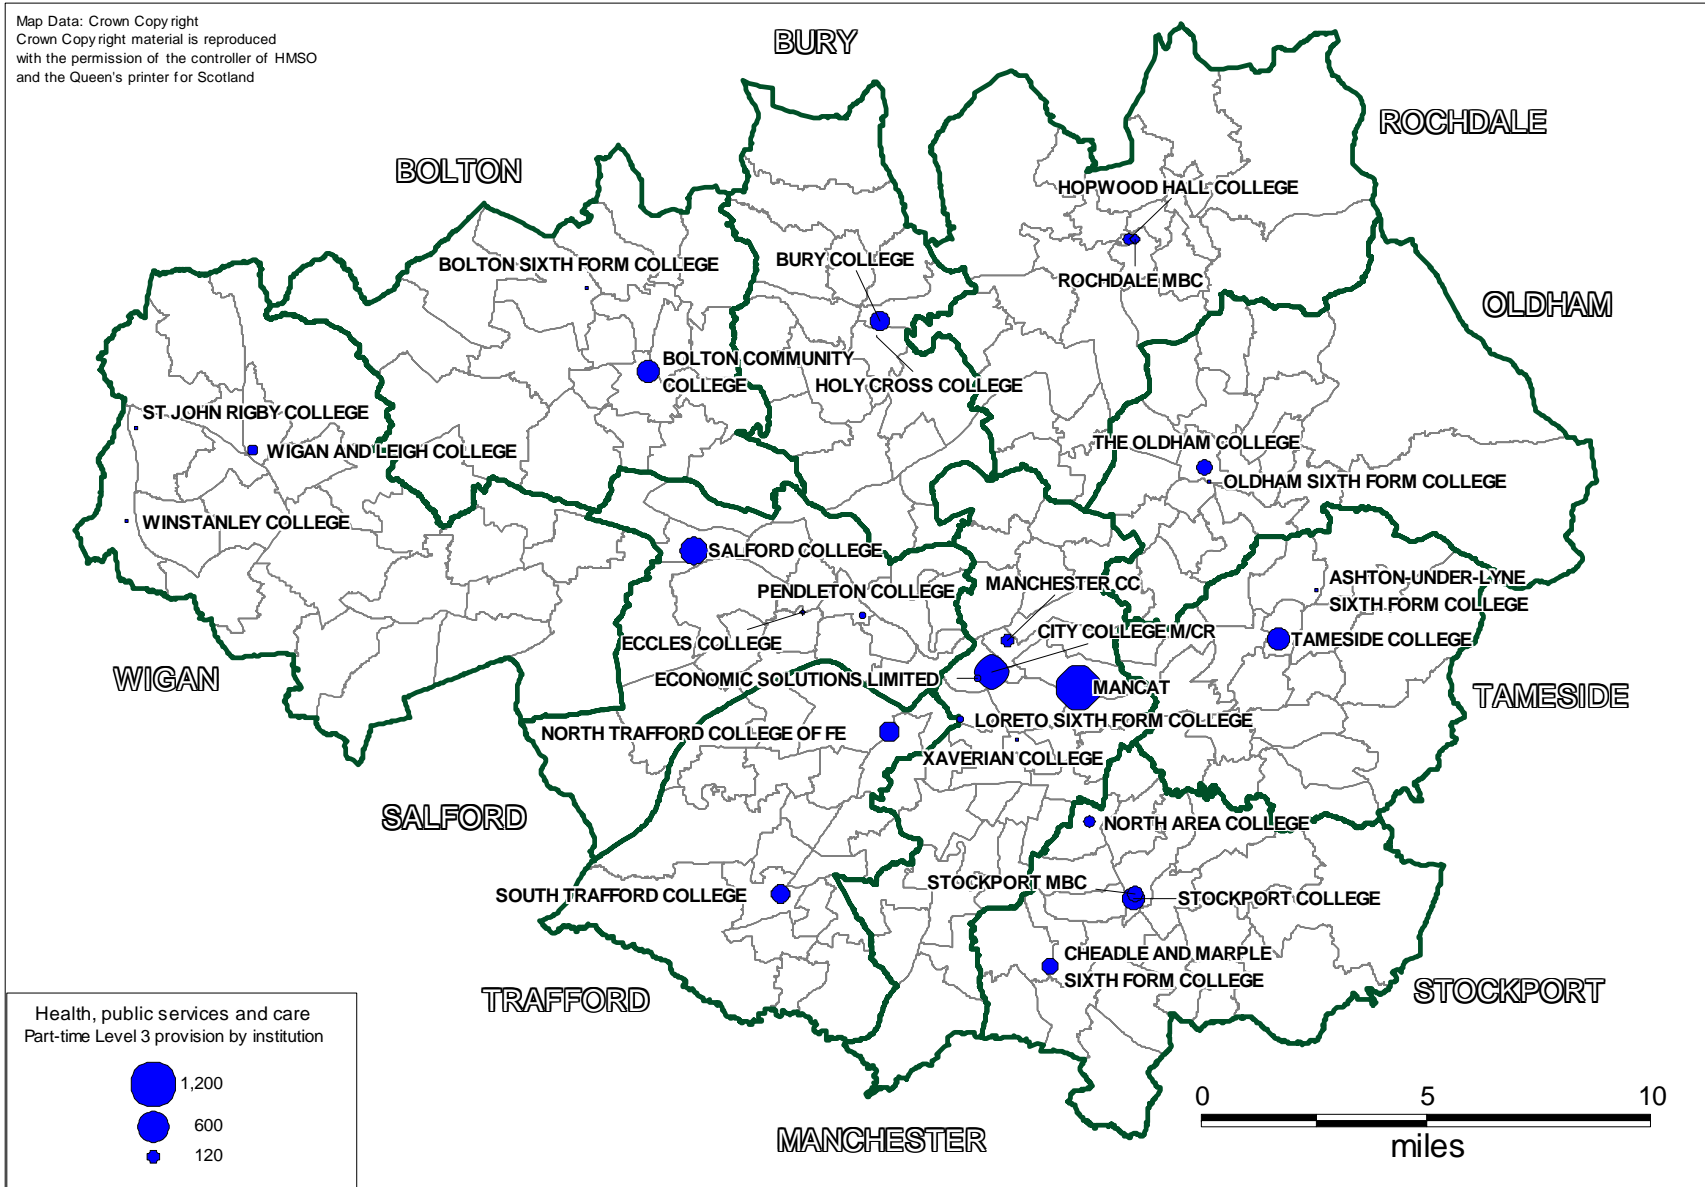 Map Data: Crown Copyright
Crown Copyright material is reproduced
with the permission of the controller of HMSO
and the Queen's printer for Scotland
BURY
ROCHDALE
BOLTON
HOPWOOD HALL COLLEGE
BURY COLLEGE
BOLTON SIXTH FORM COLLEGE
ROCHDALE MBC
OLDHAM
BOLTON COMMUNITY
COLLEGE
HOLY CROSS COLLEGE
ST JOHN RIGBY COLLEGE
THE OLDHAM COLLEGE
WIGAN AND LEIGH COLLEGE
OLDHAM SIXTH FORM COLLEGE
WINSTANLEY COLLEGE
SALFORD COLLEGE
ASHTON-UNDER-LYNE
SIXTH FORM COLLEGE
MANCHESTER CC
PENDLETON COLLEGE
CITY COLLEGE M/CR
TAMESIDE COLLEGE
ECCLES COLLEGE
WIGAN
ECONOMIC SOLUTIONS LIMITED
MANCAT
TAMESIDE
LORETO SIXTH FORM COLLEGE
NORTH TRAFFORD COLLEGE OF FE
XAVERIAN COLLEGE
SALFORD
NORTH AREA COLLEGE
STOCKPORT MBC
SOUTH TRAFFORD COLLEGE
STOCKPORT COLLEGE
CHEADLE AND MARPLE
SIXTH FORM COLLEGE
TRAFFORD
STOCKPORT
Health, public services and care
Part-time Level 3 provision by institution
1,200
600
120
0 5 10
miles
MANCHESTER